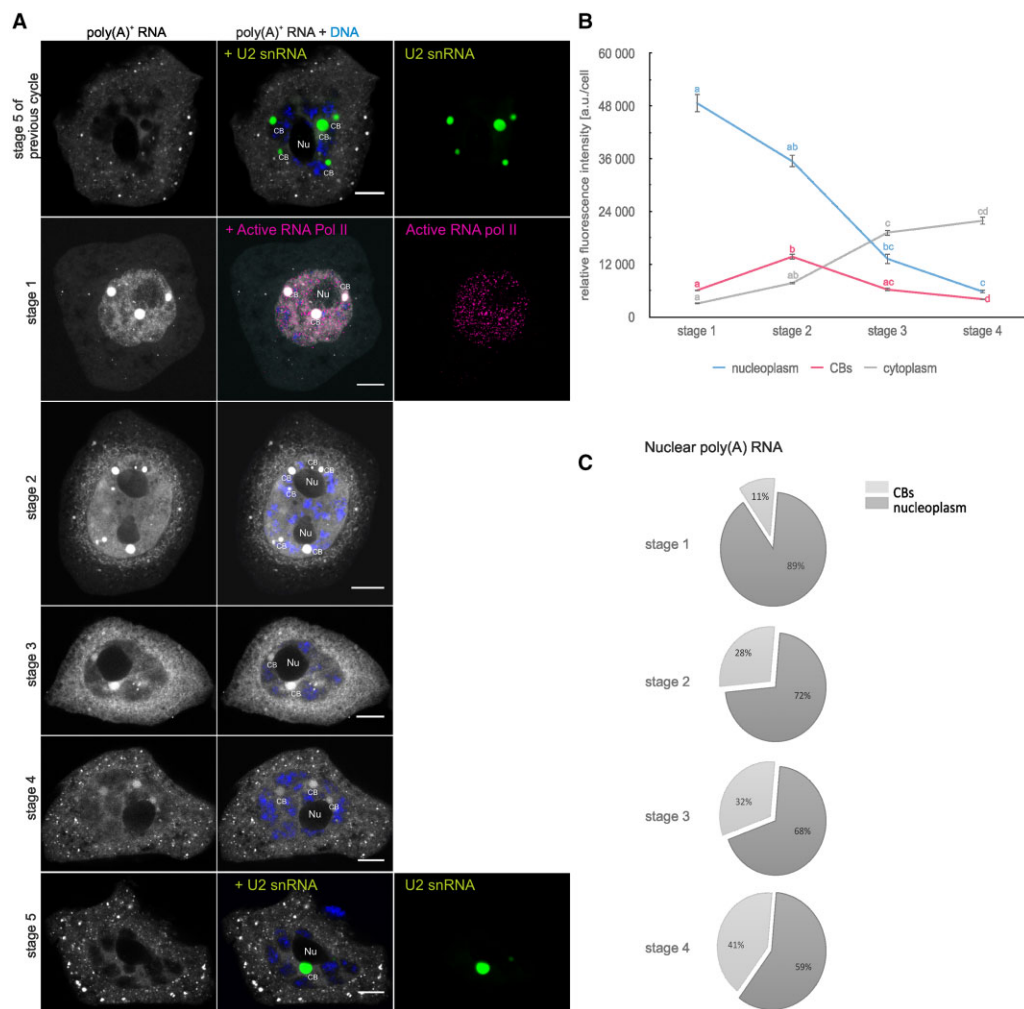 A
poly(A)+ RNA
poly(A)+ RNA + DNA
stage 5 of
previous cycle
+ U2 snRNA
U2 snRNA
CB
CB
CB
CB
CB
Nu
stage 1
+ Active RNA Pol II
Active RNA pol II
CB
Nu
CB
CB
stage 2
CB
CB
CB
Nu
CB
Nu
CB
CB
stage 3
CB
Nu
CB
stage 4
CB
CB
CB
Nu
stage 5
+ U2 snRNA
U2 snRNA
Nu
CB
B
relative fluorescence intensity [a.u./cell]
60 000
48 000
36 000
24 000
12 000
0
a
ab
bc
c
a
b
ac
d
a
ab
c
cd
stage 1 stage 2 stage 3 stage 4
nucleoplasm CBs cytoplasm
C
Nuclear poly(A) RNA
CBs
nucleoplasm
stage 1
11%
89%
stage 2
28%
72%
stage 3
32%
68%
stage 4
41%
59%